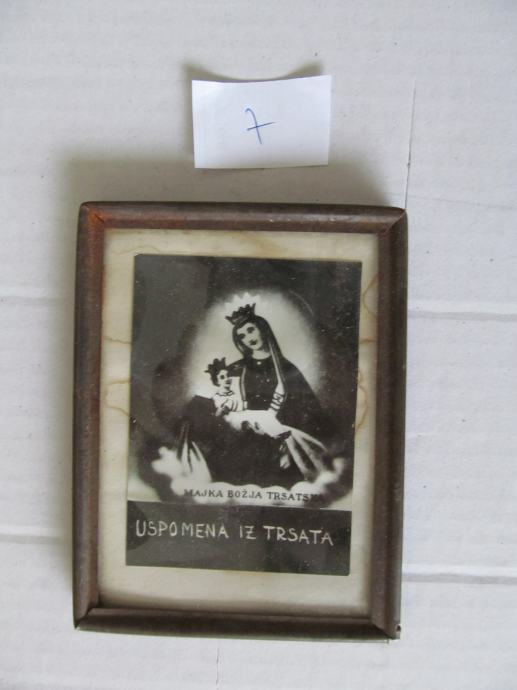 7
MAJKA BOŽJA TRSATSKA
USPOMENA IZ TRSATA